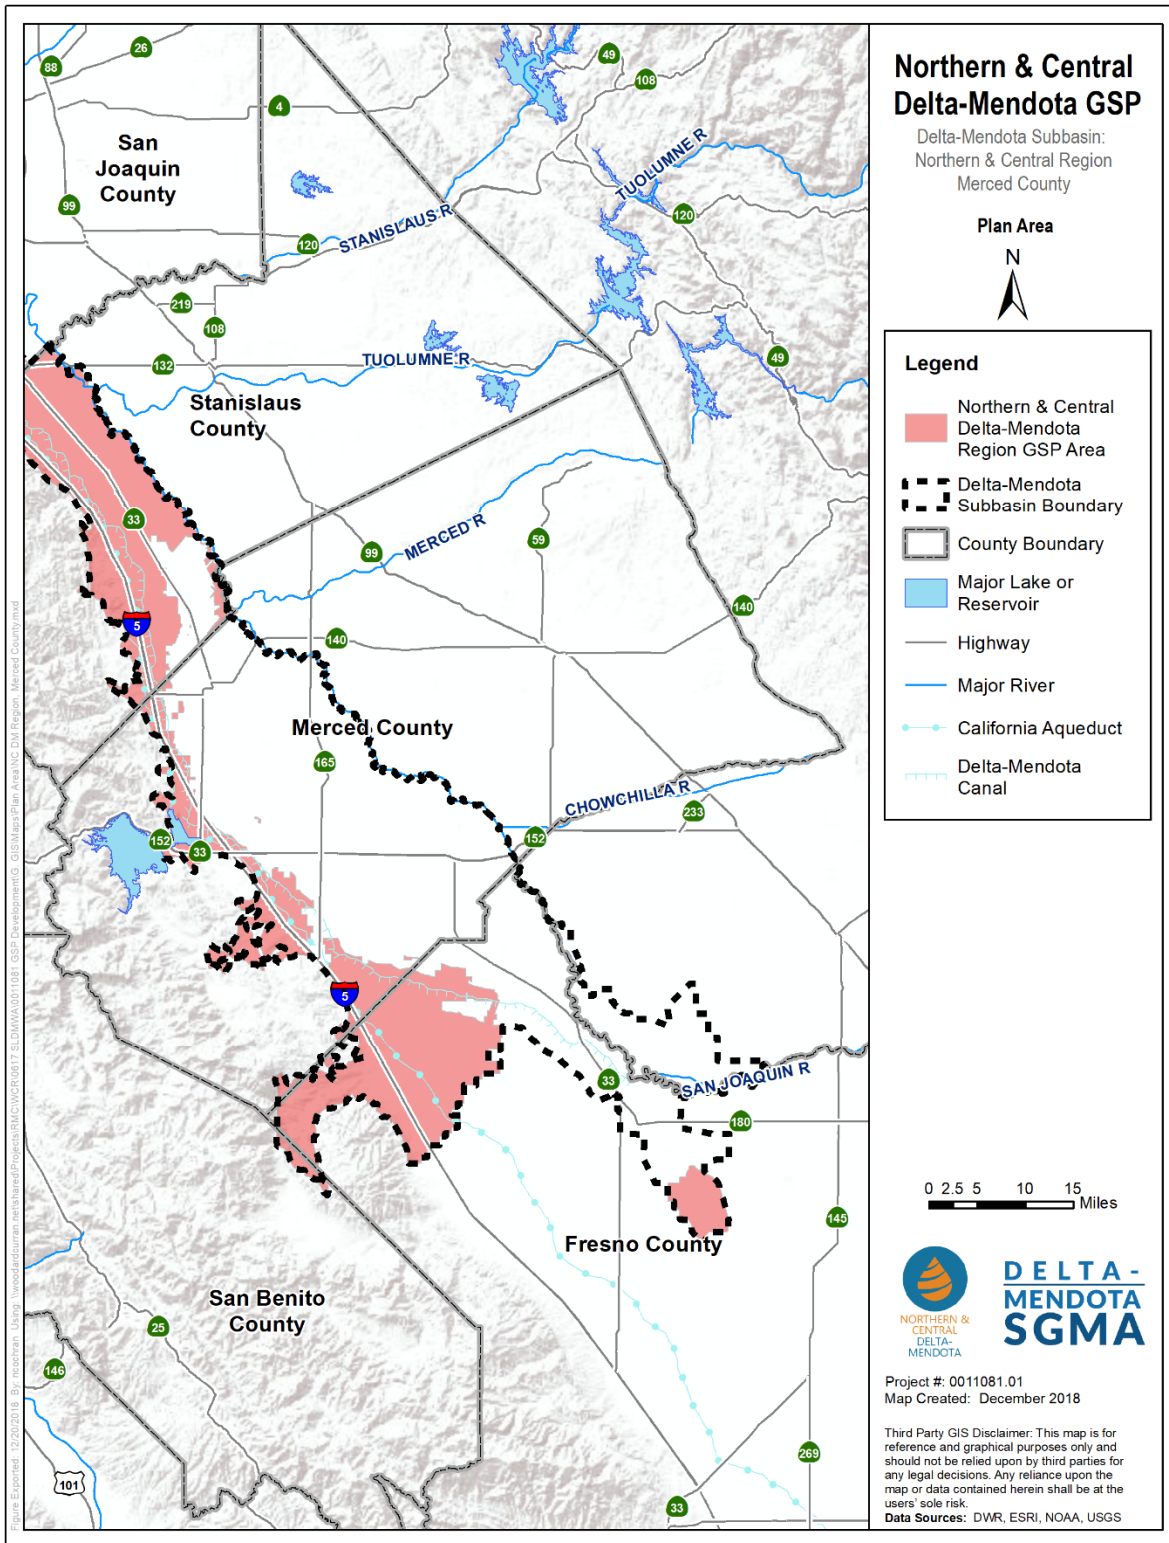 Northern & Central
Delta-Mendota GSP
Delta-Mendota Subbasin:
Northern & Central Region
Merced County
Plan Area
N
Legend
Northern & Central
Delta-Mendota
Region GSP Area
Delta-Mendota
Subbasin Boundary
County Boundary
Major Lake or
Reservoir
Highway
Major River
California Aqueduct
Delta-Mendota
Canal
0 2.5 5 10 15
Miles
NORTHERN &
CENTRAL
DELTA-
MENDOTA
DELTA-
MENDOTA
SGMA
Project #: 0011081.01
Map Created: December 2018
Third Party GIS Disclaimer: This map is for
reference and graphical purposes only and
should not be relied upon by third parties for
any legal decisions. Any reliance upon the
map or data contained herein shall be at the
users' sole risk.
Data Sources: DWR, ESRI, NOAA, USGS
26
88
49
108
4
San
Joaquin
County
99
TUOLUMNE R
120
STANISLAUS R
120
219
108
132
TUOLUMNE R
49
Stanislaus
County
33
MERCED R
99
59
140
5
140
Merced County
165
CHOWCHILLA R
233
152
152
33
5
33
SAN JOAQUIN R
180
145
Fresno County
San Benito
County
25
146
101
269
33